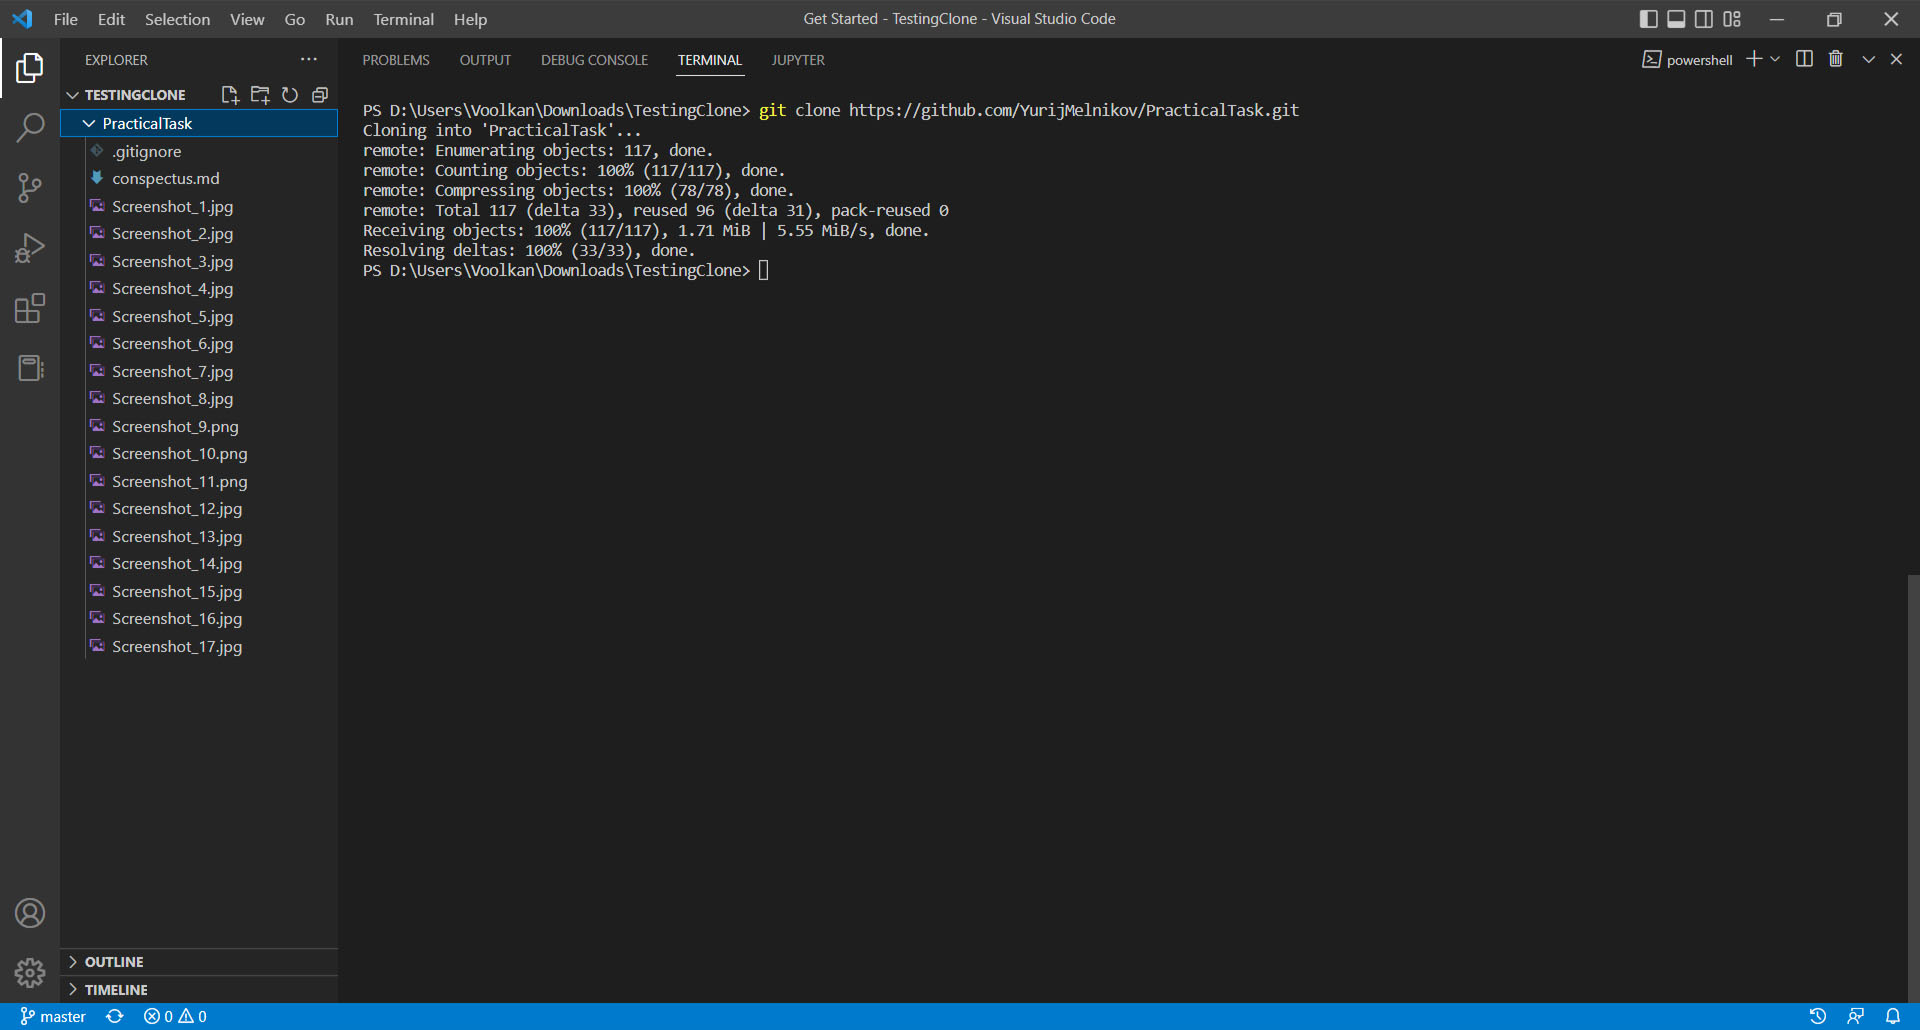 File Edit Selection View Go Run Terminal Help
Get Started - TestingClone - Visual Studio Code
EXPLORER
TESTINGCLONE
PracticalTask
.gitignore
conspectus.md
Screenshot_1.jpg
Screenshot_2.jpg
Screenshot_3.jpg
Screenshot_4.jpg
Screenshot_5.jpg
Screenshot_6.jpg
Screenshot_7.jpg
Screenshot_8.jpg
Screenshot_9.png
Screenshot_10.png
Screenshot_11.png
Screenshot_12.jpg
Screenshot_13.jpg
Screenshot_14.jpg
Screenshot_15.jpg
Screenshot_16.jpg
Screenshot_17.jpg
OUTLINE
TIMELINE
PROBLEMS OUTPUT DEBUG CONSOLE TERMINAL JUPYTER
powershell
PS D:\Users\Voolkan\Downloads\TestingClone> git clone https://github.com/YurijMelnikov/PracticalTask.git
Cloning into 'PracticalTask'...
remote: Enumerating objects: 117, done.
remote: Counting objects: 100% (117/117), done.
remote: Compressing objects: 100% (78/78), done.
remote: Total 117 (delta 33), reused 96 (delta 31), pack-reused 0
Receiving objects: 100% (117/117), 1.71 MiB | 5.55 MiB/s, done.
Resolving deltas: 100% (33/33), done.
PS D:\Users\Voolkan\Downloads\TestingClone>
master 0 0